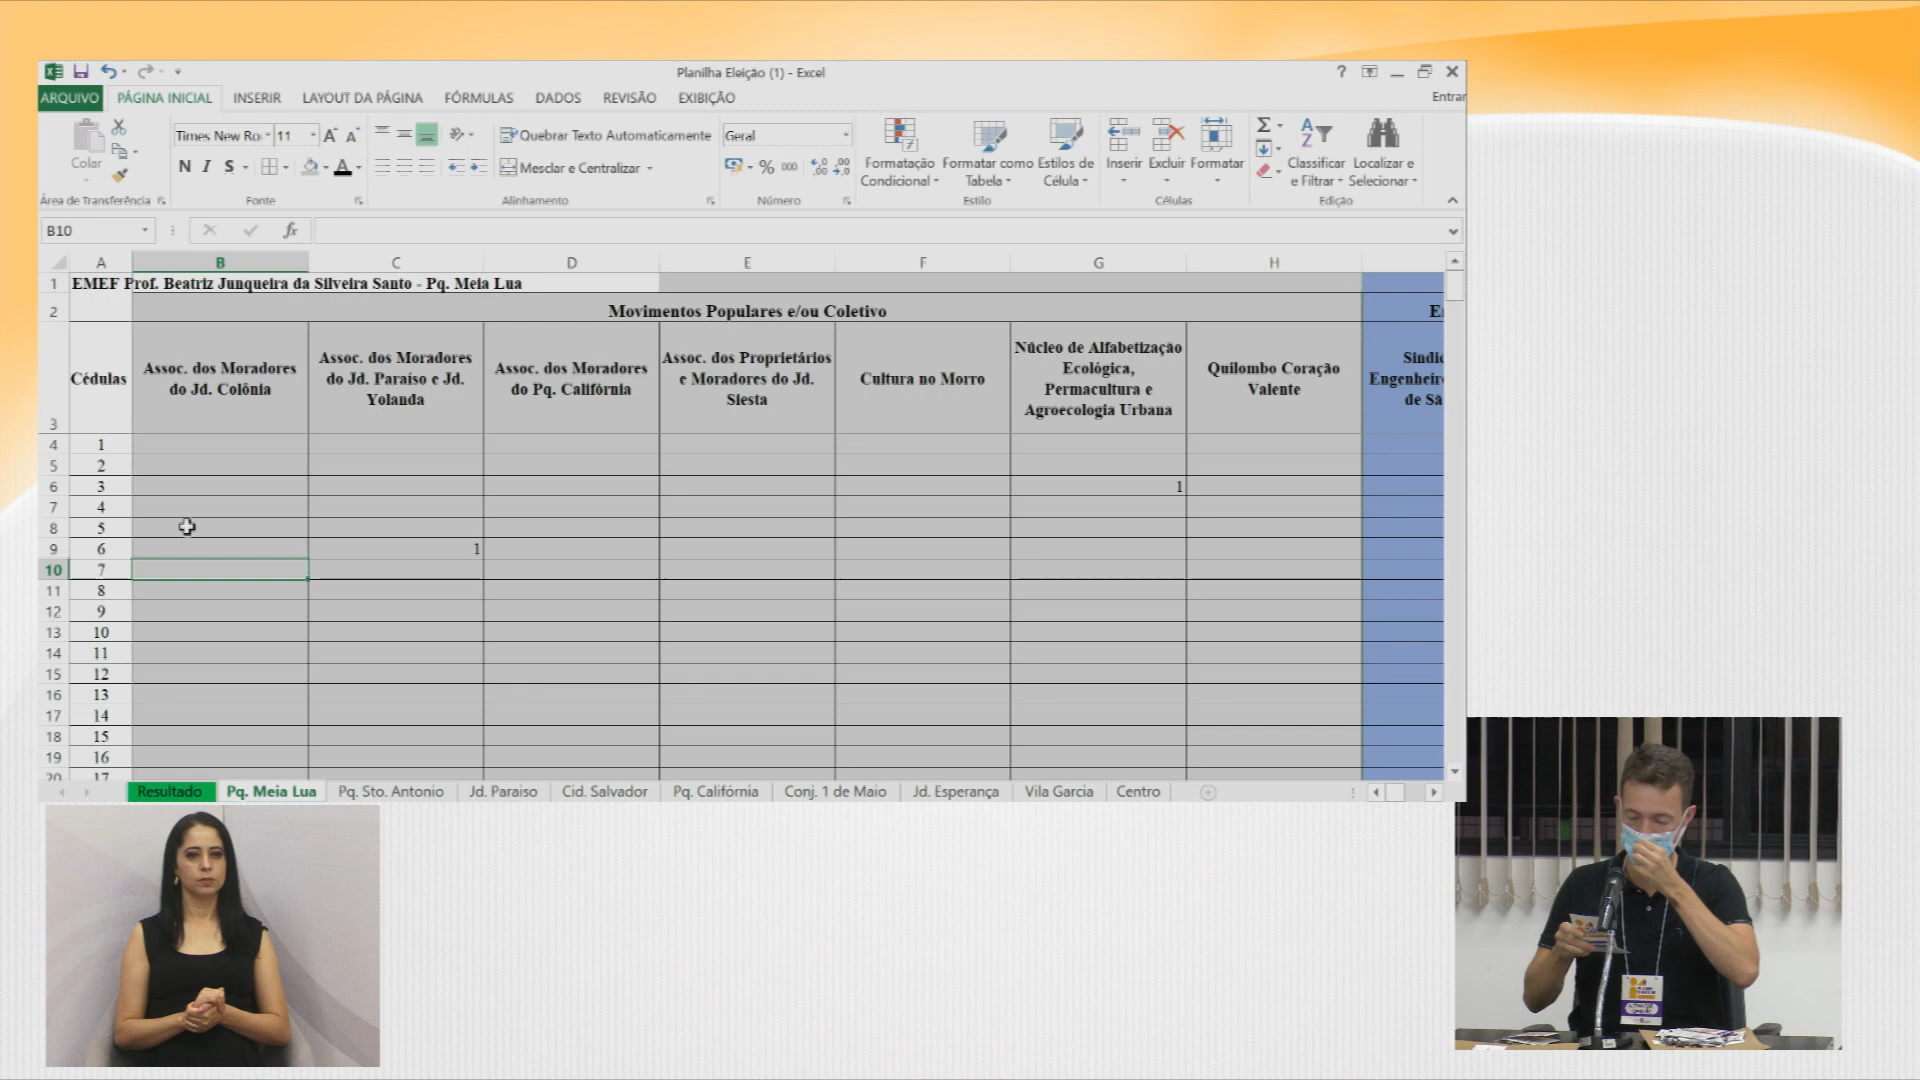 Planilha Eleição (1) - Excel
?
ARQUIVO PÁGINA INICIAL INSERIR LAYOUT DA PÁGINA FÓRMULAS DADOS REVISÃO EXIBIÇÃO Entrar
Colar
Área de Transferência
Times New Ro 11
N I S
Fonte
Quebrar Texto Automaticamente
Mesclar e Centralizar
Alinhamento
Geral
% 000
Número
Formatação Condicional
Formatar como Tabela
Estilos de Célula
Estilo
Inserir Excluir Formatar
Células
Classificar e Filtrar
Localizar e Selecionar
Edição
B10 fx
A B C D E F G H
1 EMEF Prof. Beatriz Junqueira da Silveira Santo - Pq. Meia Lua
2 Movimentos Populares e/ou Coletivo
3 Cédulas
Assoc. dos Moradores do Jd. Colônia
Assoc. dos Moradores do Jd. Paraíso e Jd. Yolanda
Assoc. dos Moradores do Pq. Califórnia
Assoc. dos Proprietários e Moradores do Jd. Siesta
Cultura no Morro
Núcleo de Alfabetização Ecológica, Permacultura e Agroecologia Urbana
Quilombo Coração Valente
4 1
5 2
6 3 1
7 4
8 5
9 6 1
10 7
11 8
12 9
13 10
14 11
15 12
16 13
17 14
18 15
19 16
20 17
Resultado Pq. Meia Lua Pq. Sto. Antonio Jd. Paraiso Cid. Salvador Pq. Califórnia Conj. 1 de Maio Jd. Esperança Vila Garcia Centro